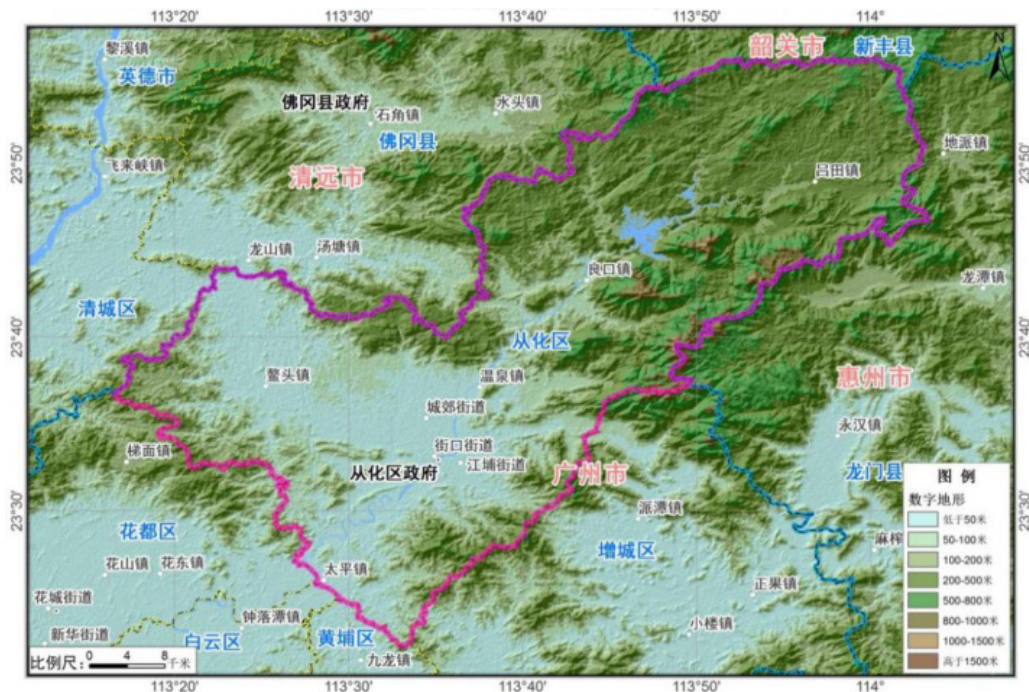 113°20′ 113°30′ 113°40′ 113°50′ 114°
黎溪镇
英德市
韶关市
新丰县
N
佛冈县政府
石角镇
水头镇
佛冈县
23°50′
飞来峡镇
清远市
吕田镇
地派镇
23°50′
龙山镇
汤塘镇
良口镇
龙潭镇
清城区
从化区
23°40′
23°40′
鳌头镇
温泉镇
惠州市
城郊街道
永汉镇
梯面镇
街口街道
江埔街道
从化区政府
广州市
龙门县
23°30′
23°30′
花都区
派潭镇
增城区
麻榨
花山镇
花东镇
太平镇
正果镇
花城街道
钟落潭镇
新华街道
白云区
黄埔区
小楼镇
九龙镇
比例尺：
0 4 8
千米
图 例
数字地形
低于50米
50-100米
100-200米
200-500米
500-800米
800-1000米
1000-1500米
高于1500米
113°20′ 113°30′ 113°40′ 113°50′ 114°